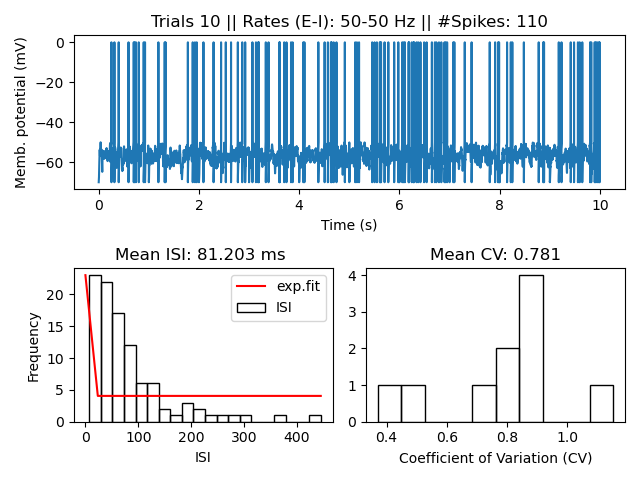 Trials 10 || Rates (E-I): 50-50 Hz || #Spikes: 110
Memb. potential (mV)
0
−20
−40
−60
0 2 4 6 8 10
Time (s)
Mean ISI: 81.203 ms
Frequency
20
15
10
5
0
exp.fit
ISI
0 100 200 300 400
ISI
Mean CV: 0.781
4
3
2
1
0
0.4 0.6 0.8 1.0
Coefficient of Variation (CV)